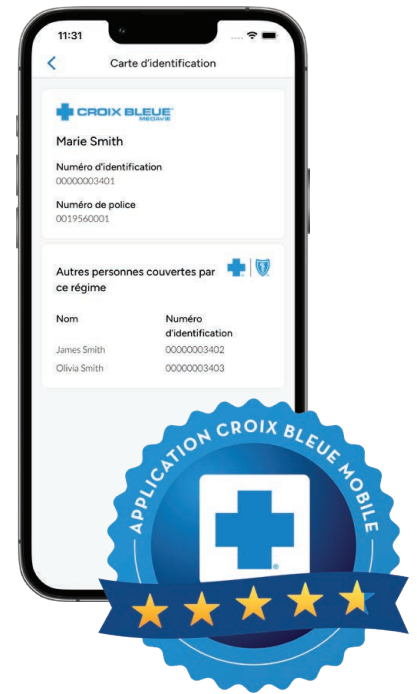 11:31
Carte d'identification
CROIX BLEUE
MEDAVIE
Marie Smith
Numéro d'identification
00000003401
Numéro de police
0019560001
Autres personnes couvertes par
ce régime
Nom
Numéro
d'identification
James Smith
00000003402
Olivia Smith
00000003403
APPLICATION CROIX BLEUE MOBILE